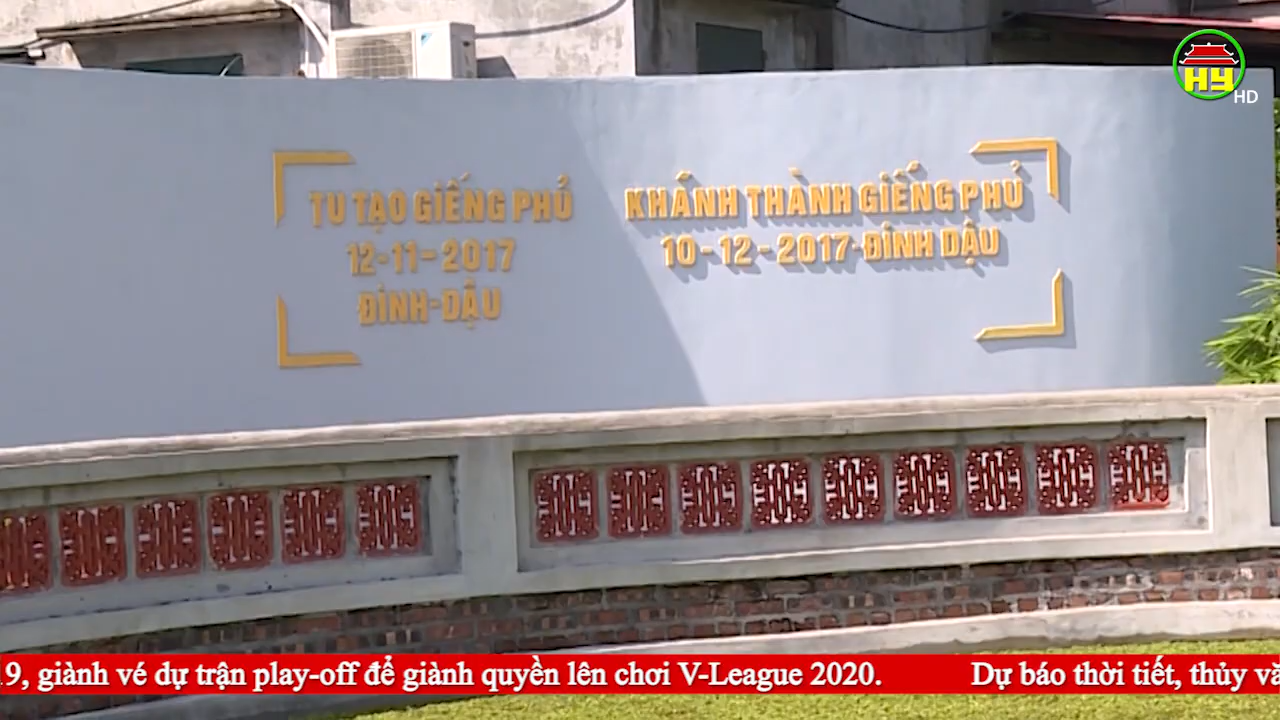 HY
HD
TU TẠO GIẾNG PHỦ
12-11-2017
ĐINH-DẬU
KHÁNH THÀNH GIẾNG PHỦ
10-12-2017-ĐINH DẬU
9, giành vé dự trận play-off để giành quyền lên chơi V-League 2020. Dự báo thời tiết, thủy vă